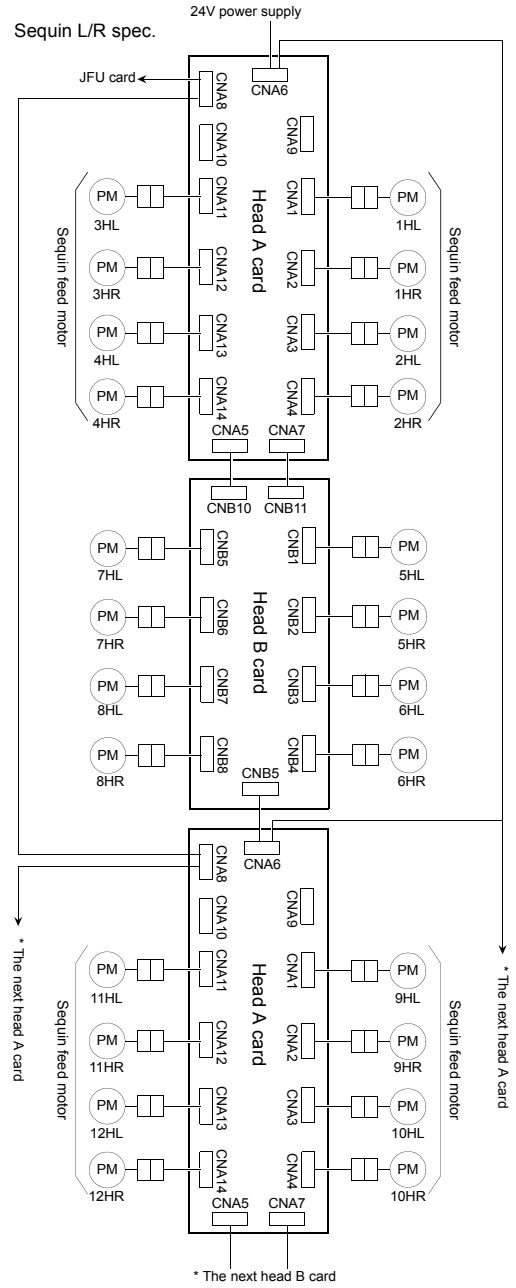 24V power supply
Sequin L/R spec.
JFU card
CNA8
CNA6
CNA10
CNA9
PM
3HL
CNA11
Head A card
CNA1
PM
1HL
Sequin feed motor
PM
3HR
CNA12
CNA2
PM
1HR
Sequin feed motor
PM
4HL
CNA13
CNA3
PM
2HL
PM
4HR
CNA14
CNA4
PM
2HR
CNA5
CNA7
CNB10
CNB11
PM
7HL
CNB5
Head B card
CNB1
PM
5HL
PM
7HR
CNB6
CNB2
PM
5HR
PM
8HL
CNB7
CNB3
PM
6HL
PM
8HR
CNB8
CNB4
PM
6HR
CNB5
CNA6
CNA8
CNA10
CNA9
* The next head A card
* The next head A card
PM
11HL
CNA11
Head A card
CNA1
PM
9HL
Sequin feed motor
PM
11HR
CNA12
CNA2
PM
9HR
Sequin feed motor
PM
12HL
CNA13
CNA3
PM
10HL
PM
12HR
CNA14
CNA4
PM
10HR
CNA5
CNA7
* The next head B card